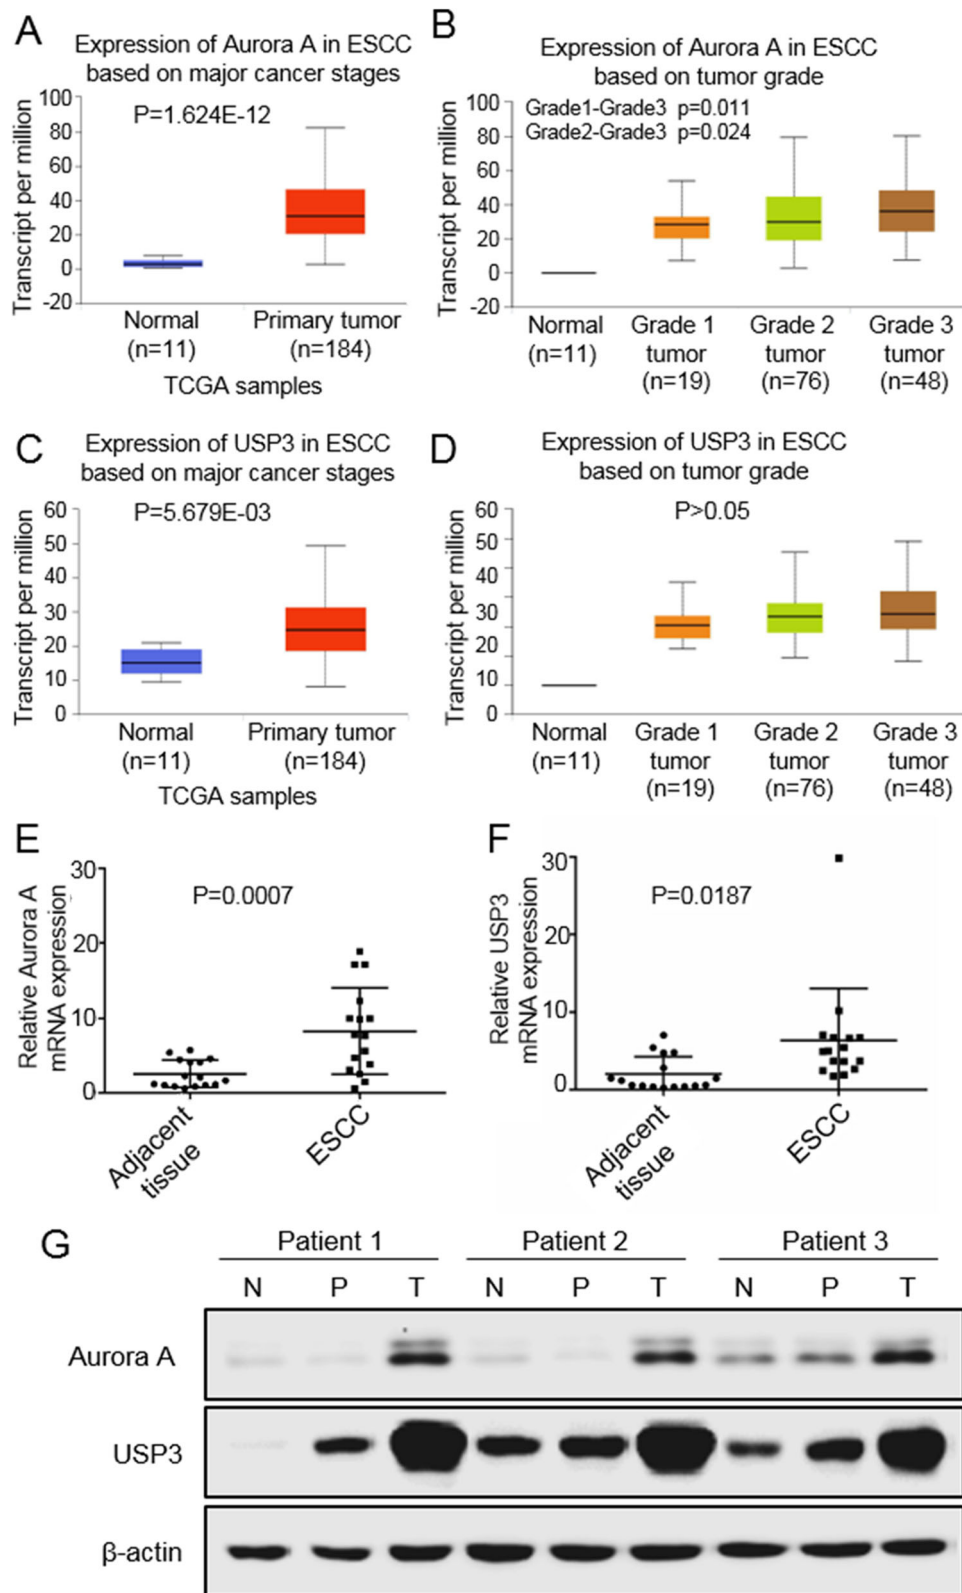 A
Expression of Aurora A in ESCC
based on major cancer stages
P=1.624E-12
Transcript per million
100
80
60
40
20
0
-20
Normal
(n=11)
Primary tumor
(n=184)
TCGA samples
B
Expression of Aurora A in ESCC
based on tumor grade
Grade1-Grade3 p=0.011
Grade2-Grade3 p=0.024
Transcript per million
100
80
60
40
20
0
-20
Normal
(n=11)
Grade 1
tumor
(n=19)
Grade 2
tumor
(n=76)
Grade 3
tumor
(n=48)
C
Expression of USP3 in ESCC
based on major cancer stages
P=5.679E-03
Transcript per million
60
50
40
30
20
10
0
Normal
(n=11)
Primary tumor
(n=184)
TCGA samples
D
Expression of USP3 in ESCC
based on tumor grade
P>0.05
Transcript per million
60
50
40
30
20
10
0
Normal
(n=11)
Grade 1
tumor
(n=19)
Grade 2
tumor
(n=76)
Grade 3
tumor
(n=48)
E
P=0.0007
Relative Aurora A
mRNA expression
30
20
10
0
Adjacent
tissue
ESCC
F
P=0.0187
Relative USP3
mRNA expression
30
20
10
0
Adjacent
tissue
ESCC
G
Patient 1 Patient 2 Patient 3
N P T N P T N P T
Aurora A
USP3
β-actin